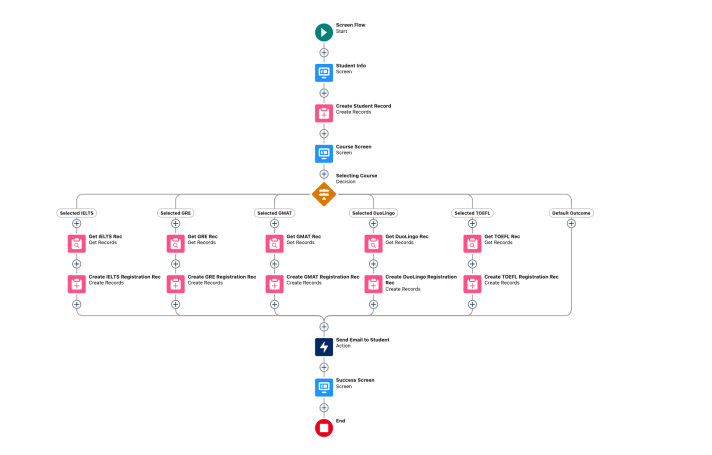 Screen Flow
Start
Student Info
Screen
Create Student Record
Create Records
Course Screen
Screen
Selecting Course
Decision
Selected IELTS
Selected GRE
Selected GMAT
Selected DuoLingo
Selected TOEFL
Default Outcome
Get IELTS Rec
Get Records
Get GRE Rec
Get Records
Get GMAT Rec
Get Records
Get DuoLingo Rec
Get Records
Get TOEFL Rec
Get Records
Create IELTS Registration Rec
Create Records
Create GRE Registration Rec
Create Records
Create GMAT Registration Rec
Create Records
Create DuoLingo Registration
Rec
Create Records
Create TOEFL Registration Rec
Create Records
Send Email to Student
Action
Success Screen
Screen
End